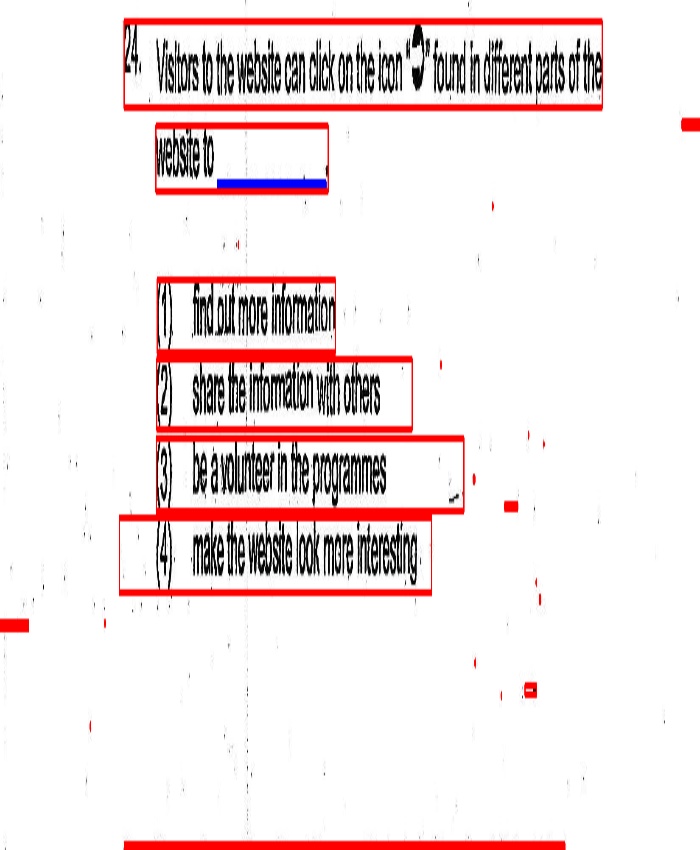 24. Visitors to the website can click on the icon "" found in different parts of the
website to ________.
(1) find out more information
(2) share the information with others
(3) be a volunteer in the programmes
(4) make the website look more interesting